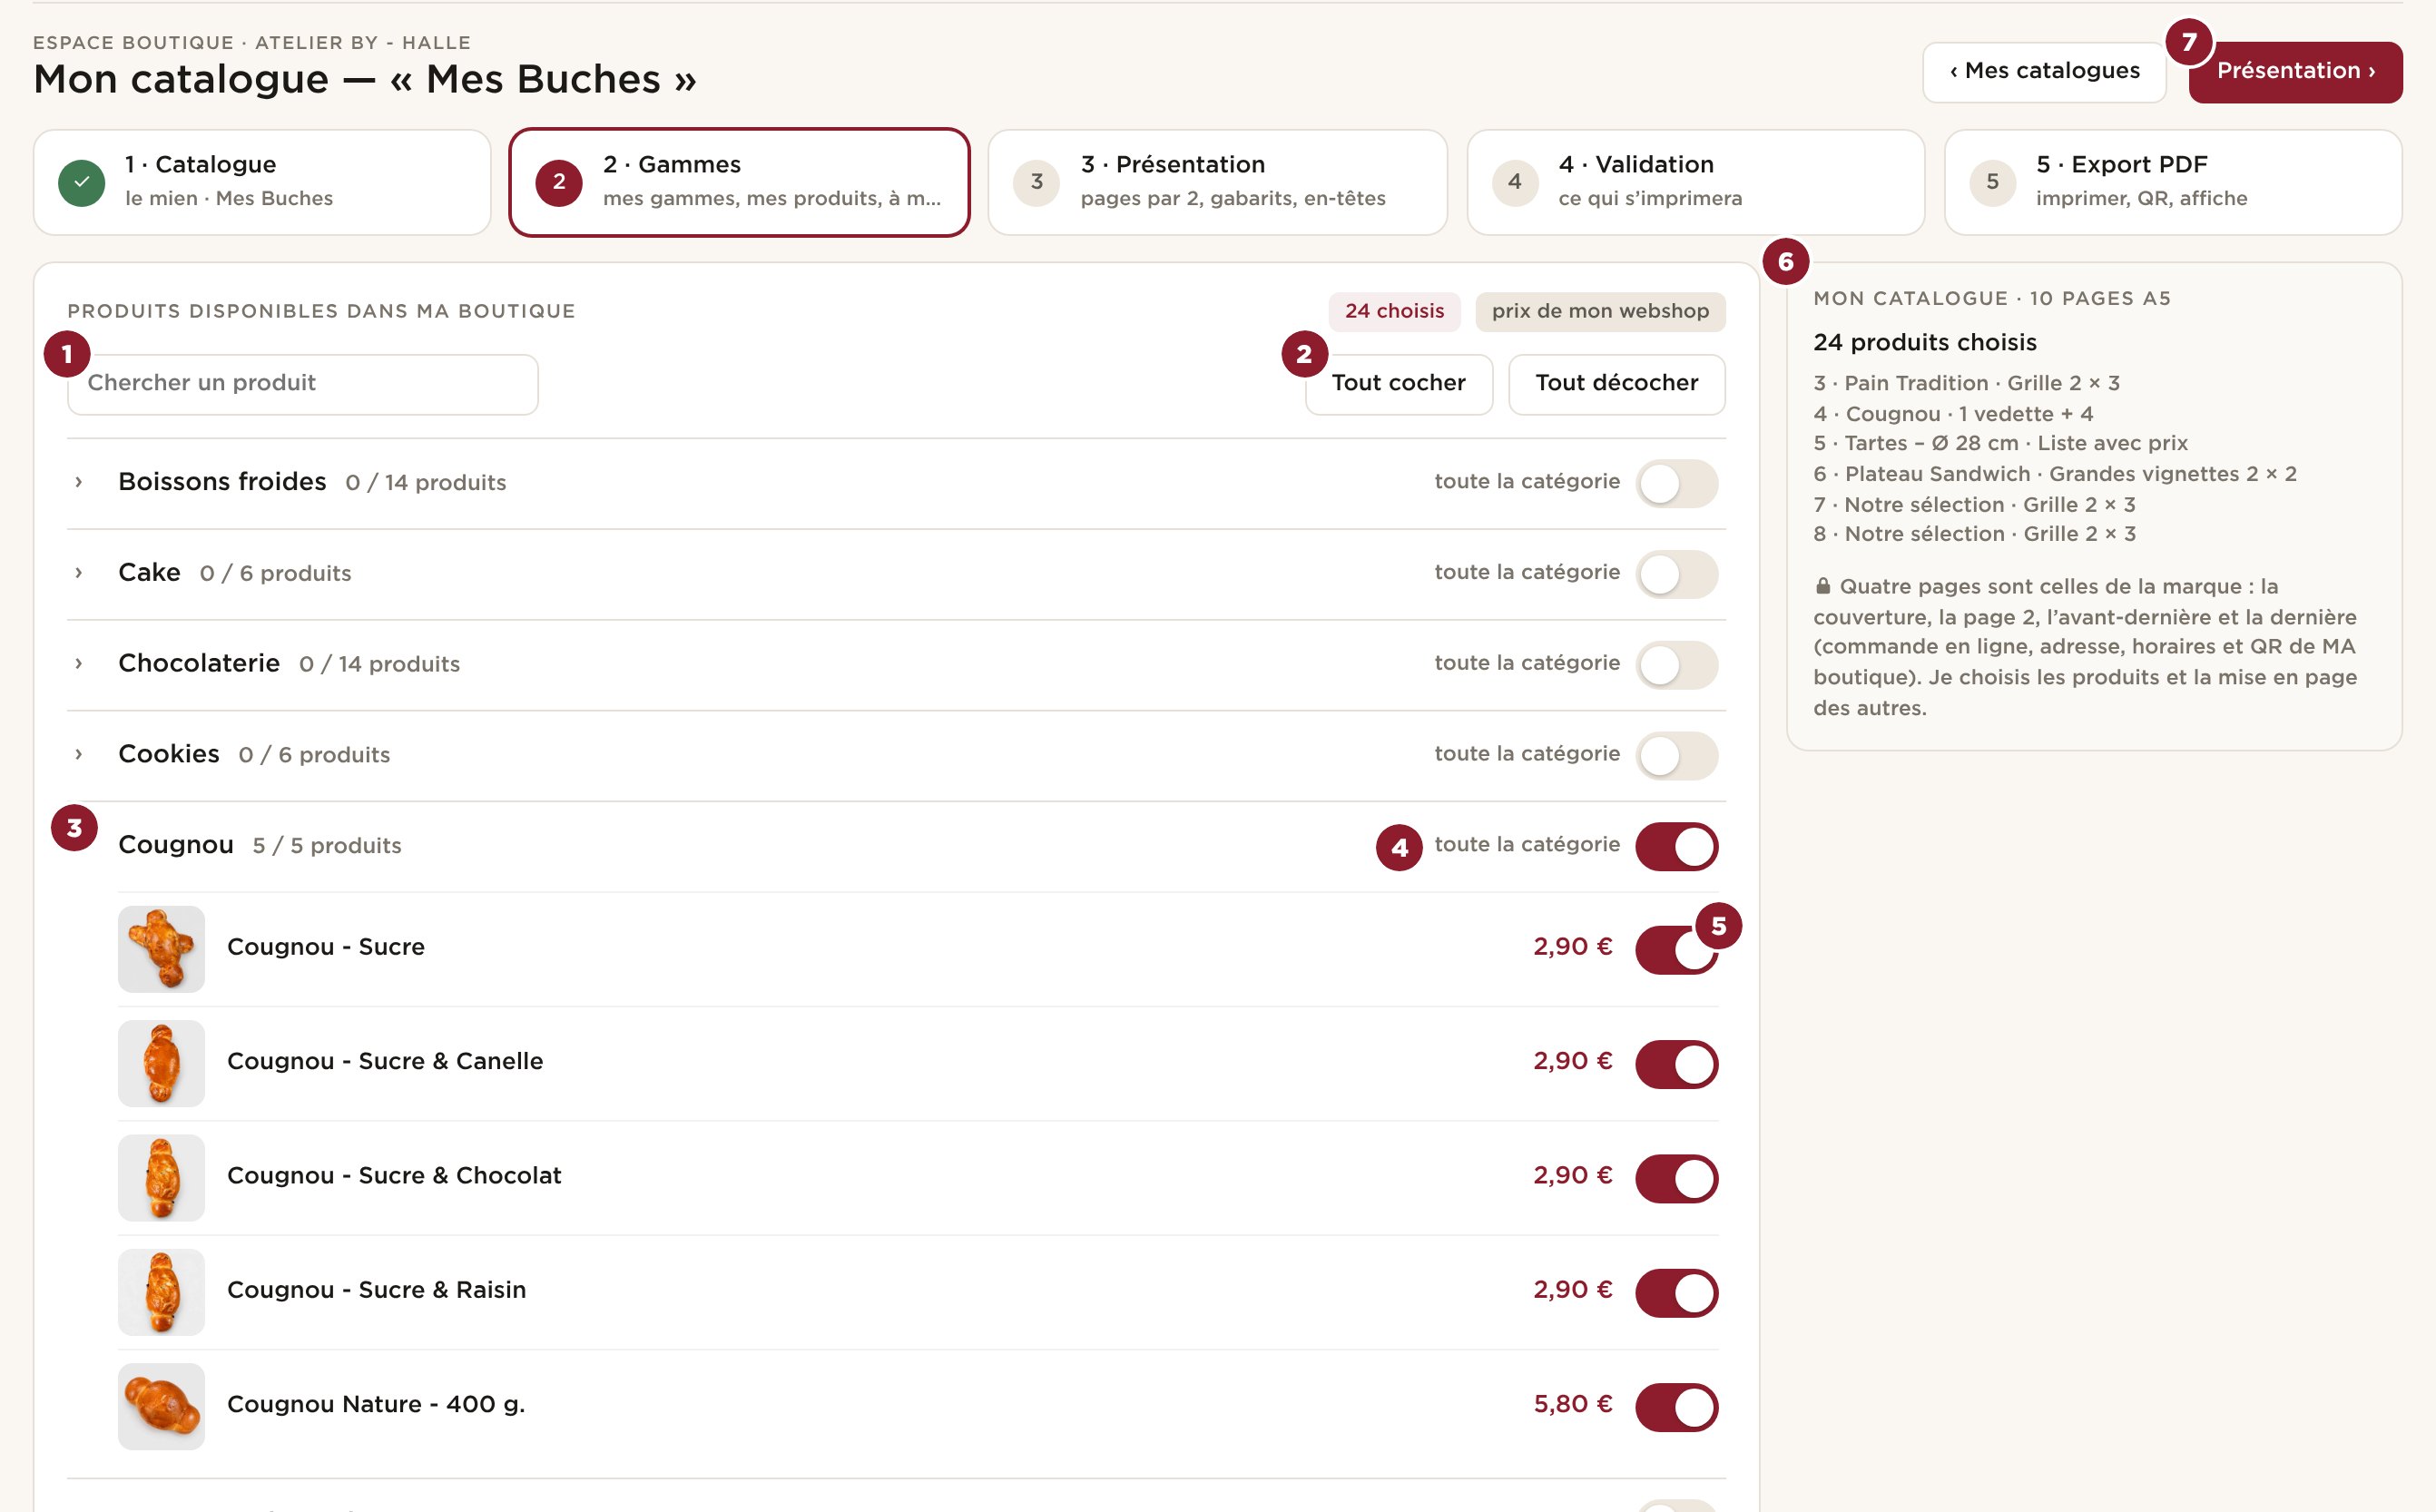 ESPACE BOUTIQUE · ATELIER BY - HALLE
Mon catalogue — « Mes Buches »
‹ Mes catalogues
7
Présentation ›
1 · Catalogue
le mien · Mes Buches
2
2 · Gammes
mes gammes, mes produits, à m...
3
3 · Présentation
pages par 2, gabarits, en-têtes
4
4 · Validation
ce qui s’imprimera
5
5 · Export PDF
imprimer, QR, affiche
PRODUITS DISPONIBLES DANS MA BOUTIQUE
24 choisis
prix de mon webshop
1
Chercher un produit
2
Tout cocher
Tout décocher
› Boissons froides 0 / 14 produits
toute la catégorie
› Cake 0 / 6 produits
toute la catégorie
› Chocolaterie 0 / 14 produits
toute la catégorie
› Cookies 0 / 6 produits
toute la catégorie
3
Cougnou 5 / 5 produits
4
toute la catégorie
Cougnou - Sucre
2,90 €
5
Cougnou - Sucre & Canelle
2,90 €
Cougnou - Sucre & Chocolat
2,90 €
Cougnou - Sucre & Raisin
2,90 €
Cougnou Nature - 400 g.
5,80 €
6
MON CATALOGUE · 10 PAGES A5
24 produits choisis
3 · Pain Tradition · Grille 2 × 3
4 · Cougnou · 1 vedette + 4
5 · Tartes – Ø 28 cm · Liste avec prix
6 · Plateau Sandwich · Grandes vignettes 2 × 2
7 · Notre sélection · Grille 2 × 3
8 · Notre sélection · Grille 2 × 3
Quatre pages sont celles de la marque : la
couverture, la page 2, l’avant-dernière et la dernière
(commande en ligne, adresse, horaires et QR de MA
boutique). Je choisis les produits et la mise en page
des autres.